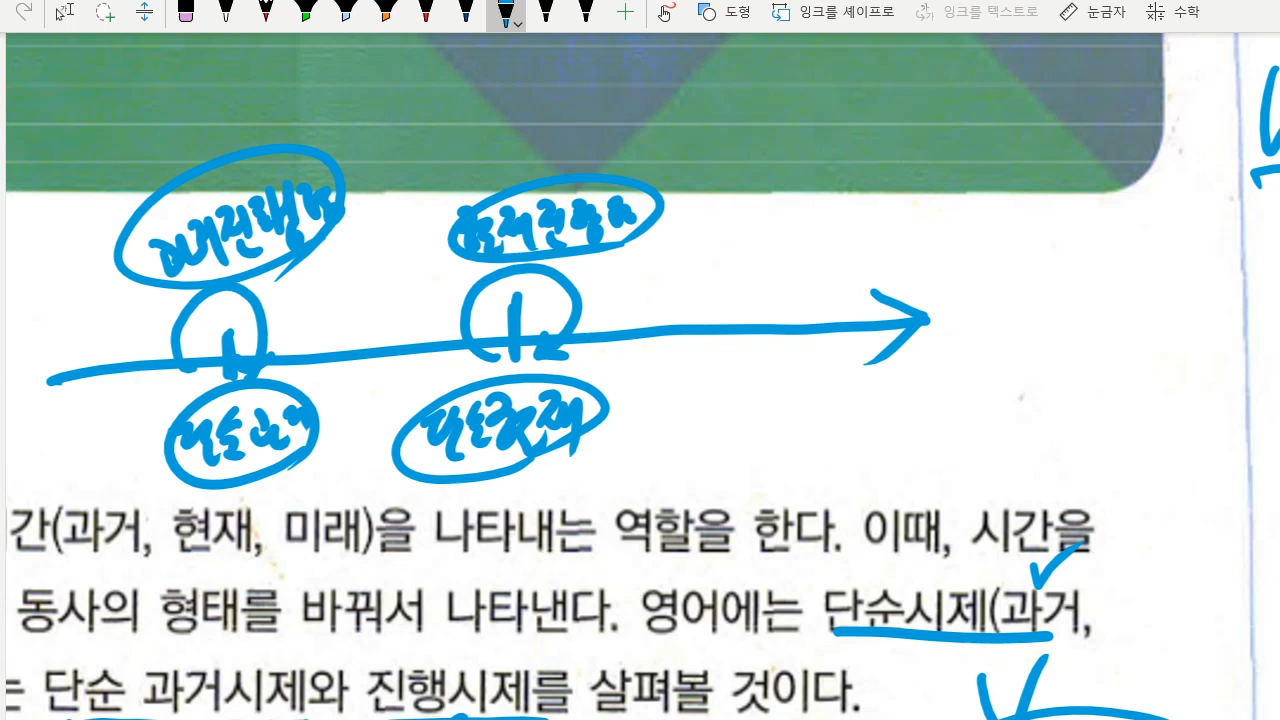 도형 잉크를 셰이프로 잉크를 텍스트로 눈금자 수학
과거진행형
현재진행형
단순과거
단순현재
간(과거, 현재, 미래)을 나타내는 역할을 한다. 이때, 시간을
동사의 형태를 바꿔서 나타낸다. 영어에는 단순시제(과거,
는 단순 과거시제와 진행시제를 살펴볼 것이다.